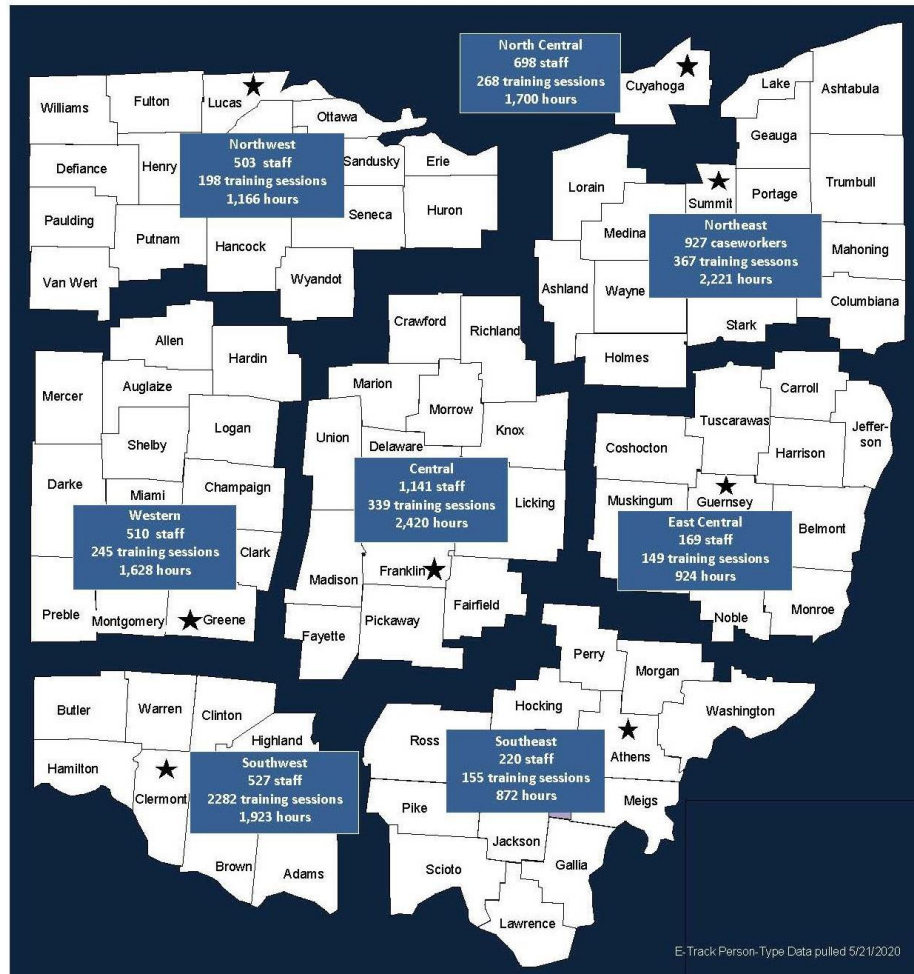 North Central
698 staff
268 training sessions
1,700 hours
Cuyahoga
Lake
Ashtabula
Geauga
Trumbull
Portage
Summit
Lorain
Medina
Mahoning
Columbiana
Ashland
Wayne
Stark
Holmes
Northeast
927 caseworkers
367 training sessons
2,221 hours
Williams
Fulton
Lucas
Ottawa
Defiance
Henry
Sandusky
Erie
Paulding
Seneca
Huron
Putnam
Hancock
Van Wert
Wyandot
Northwest
503 staff
198 training sessions
1,166 hours
Allen
Hardin
Mercer
Auglaize
Logan
Shelby
Darke
Miami
Champaign
Clark
Preble
Montgomery
Greene
Western
510 staff
245 training sessions
1,628 hours
Crawford
Richland
Marion
Morrow
Union
Delaware
Knox
Licking
Madison
Franklin
Fairfield
Fayette
Pickaway
Central
1,141 staff
339 training sessions
2,420 hours
Carroll
Tuscarawas
Jeffer-
son
Coshocton
Harrison
Muskingum
Guernsey
Belmont
Noble
Monroe
East Central
169 staff
149 training sessions
924 hours
Butler
Warren
Clinton
Highland
Hamilton
Clermont
Brown
Adams
Southwest
527 staff
2282 training sessions
1,923 hours
Perry
Morgan
Hocking
Washington
Ross
Athens
Pike
Meigs
Jackson
Scioto
Gallia
Lawrence
Southeast
220 staff
155 training sessions
872 hours
E-Track Person-Type Data pulled 5/21/2020